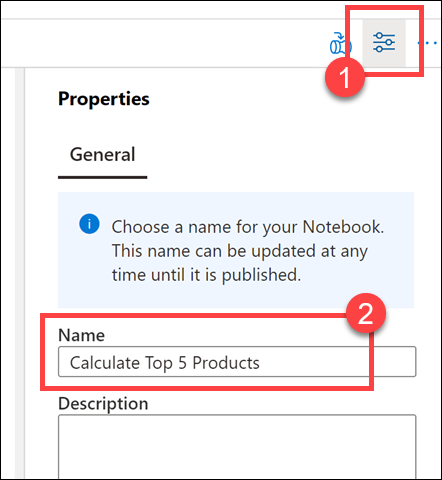 1
Properties
General
Choose a name for your Notebook.
This name can be updated at any
time until it is published.
2
Name
Calculate Top 5 Products
Description